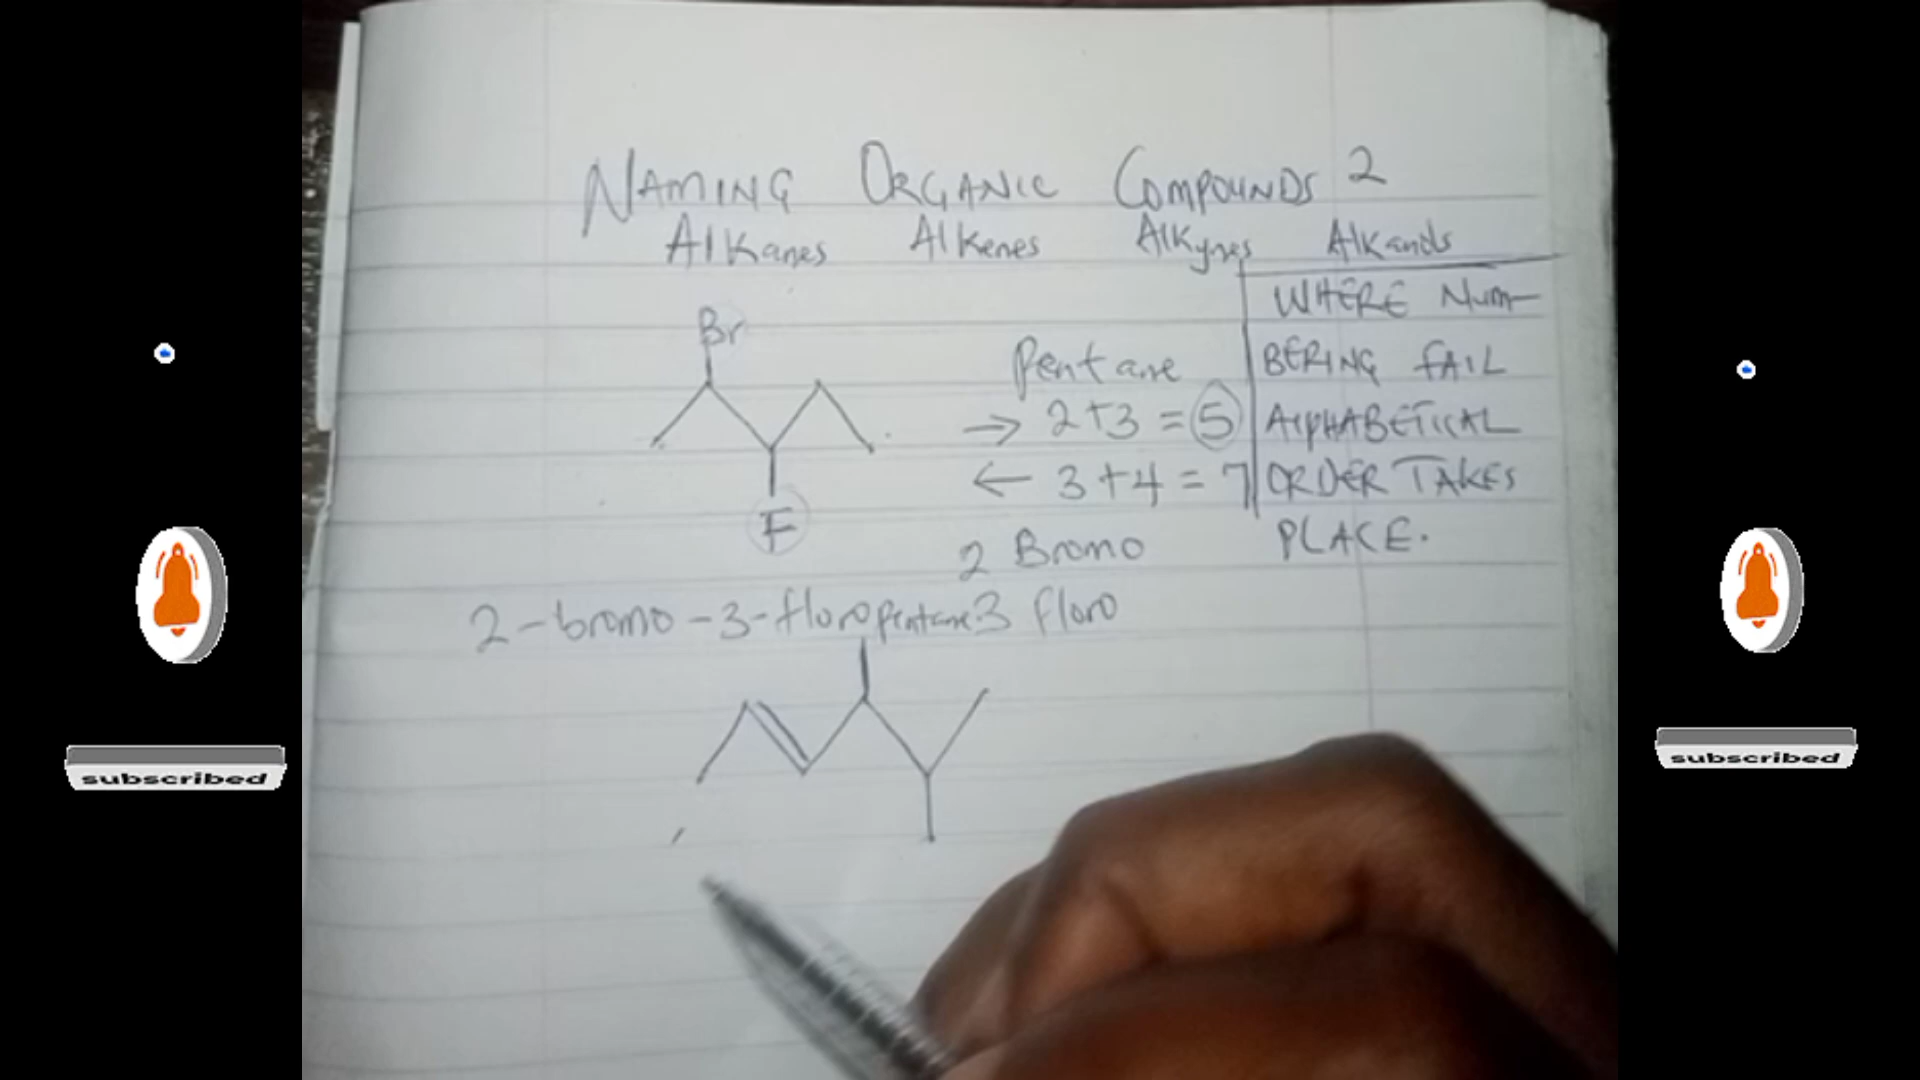 NAMING ORGANIC COMPOUNDS 2
Alkanes Alkenes Alkynes Alkanols
WHERE NUM-
BERING FAIL
ALPHABETICAL
ORDER TAKES
PLACE.
Br
F
Pentane
→ 2+3 = 5
← 3+4 = 7
2 Bromo
3 floro
2-bromo-3-floropentane.
subscribed
subscribed